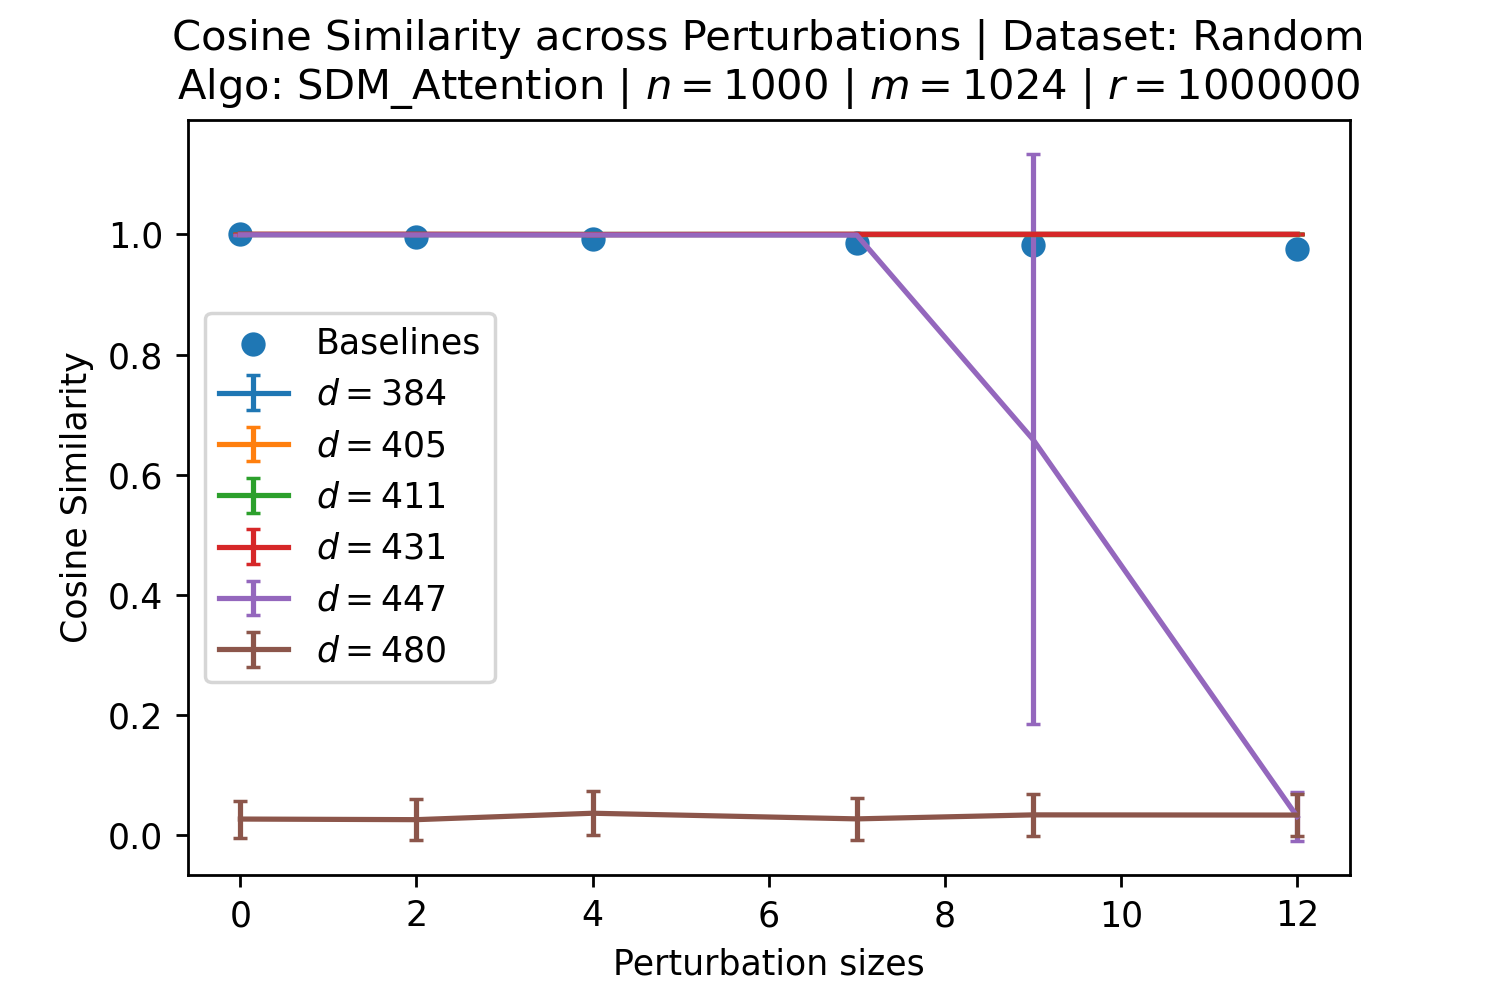 Cosine Similarity across Perturbations | Dataset: Random
Algo: SDM_Attention | n = 1000 | m = 1024 | r = 1000000
Cosine Similarity
1.0
0.8
0.6
0.4
0.2
0.0
Baselines
d = 384
d = 405
d = 411
d = 431
d = 447
d = 480
0 2 4 6 8 10 12
Perturbation sizes